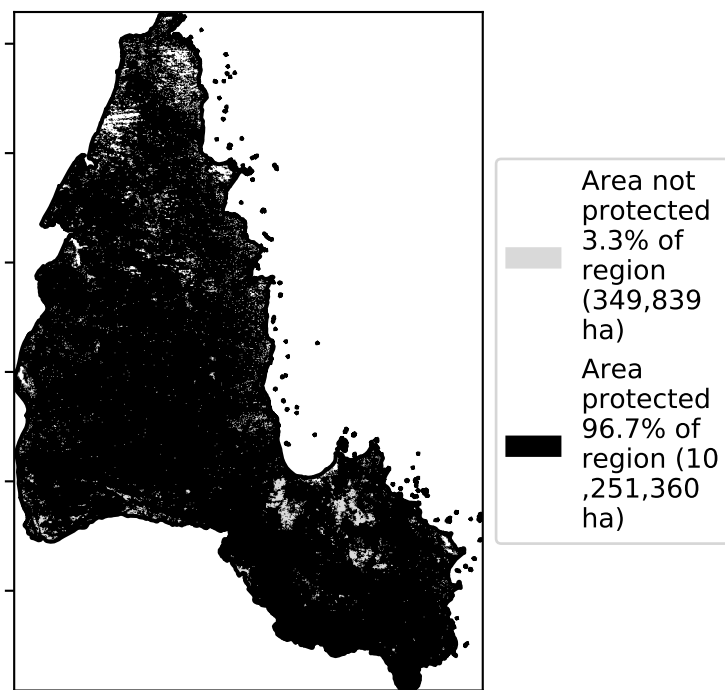 Area not
protected
3.3% of
region
(349,839
ha)
Area
protected
96.7% of
region (10
,251,360
ha)